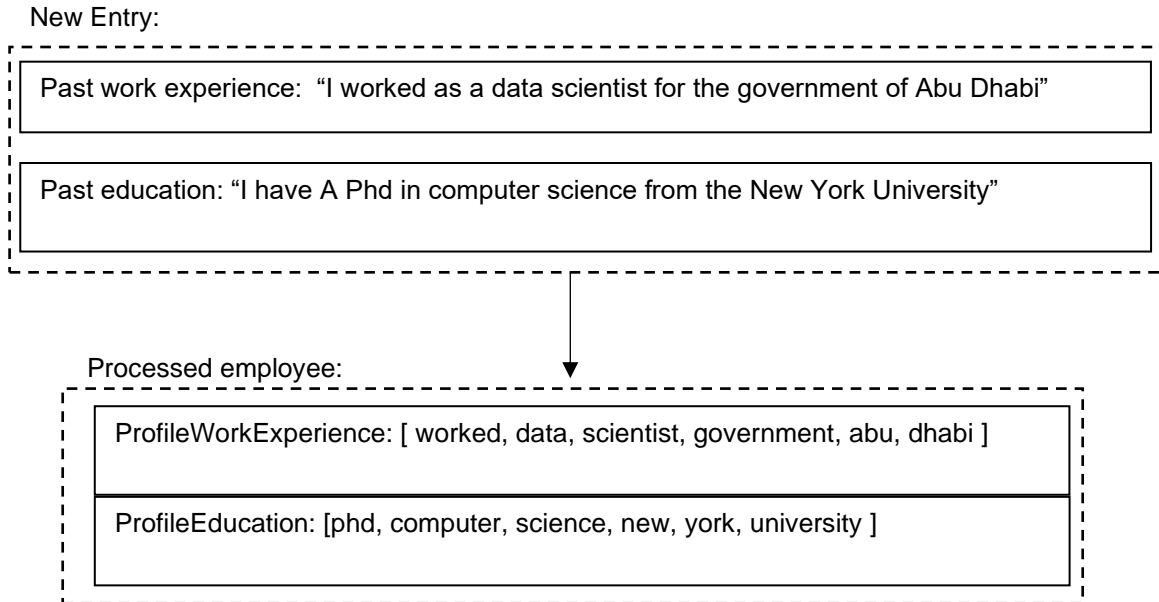 New Entry:
Past work experience:  “I worked as a data scientist for the government of Abu Dhabi”
Past education: “I have A Phd in computer science from the New York University”
Processed employee:
ProfileWorkExperience: [ worked, data, scientist, government, abu, dhabi ]
ProfileEducation: [phd, computer, science, new, york, university ]